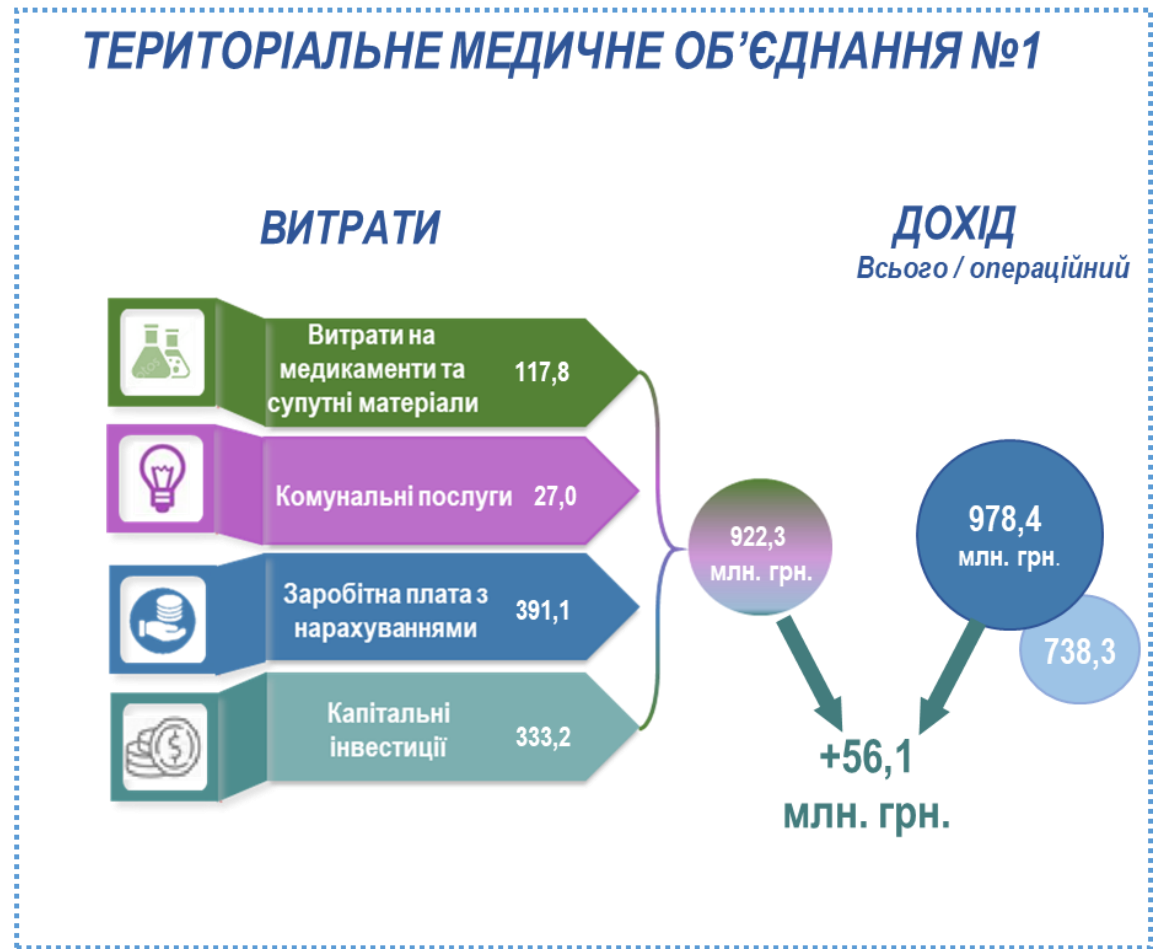 ТЕРИТОРІАЛЬНЕ МЕДИЧНЕ ОБ’ЄДНАННЯ №1
ВИТРАТИ
ДОХІД
Всього / операційний
Витрати на
медикаменти та
супутні матеріали
117,8
Комунальні послуги 27,0
Заробітна плата з
нарахуваннями
391,1
Капітальні
інвестиції
333,2
922,3
млн. грн.
978,4
млн. грн.
738,3
+56,1
млн. грн.